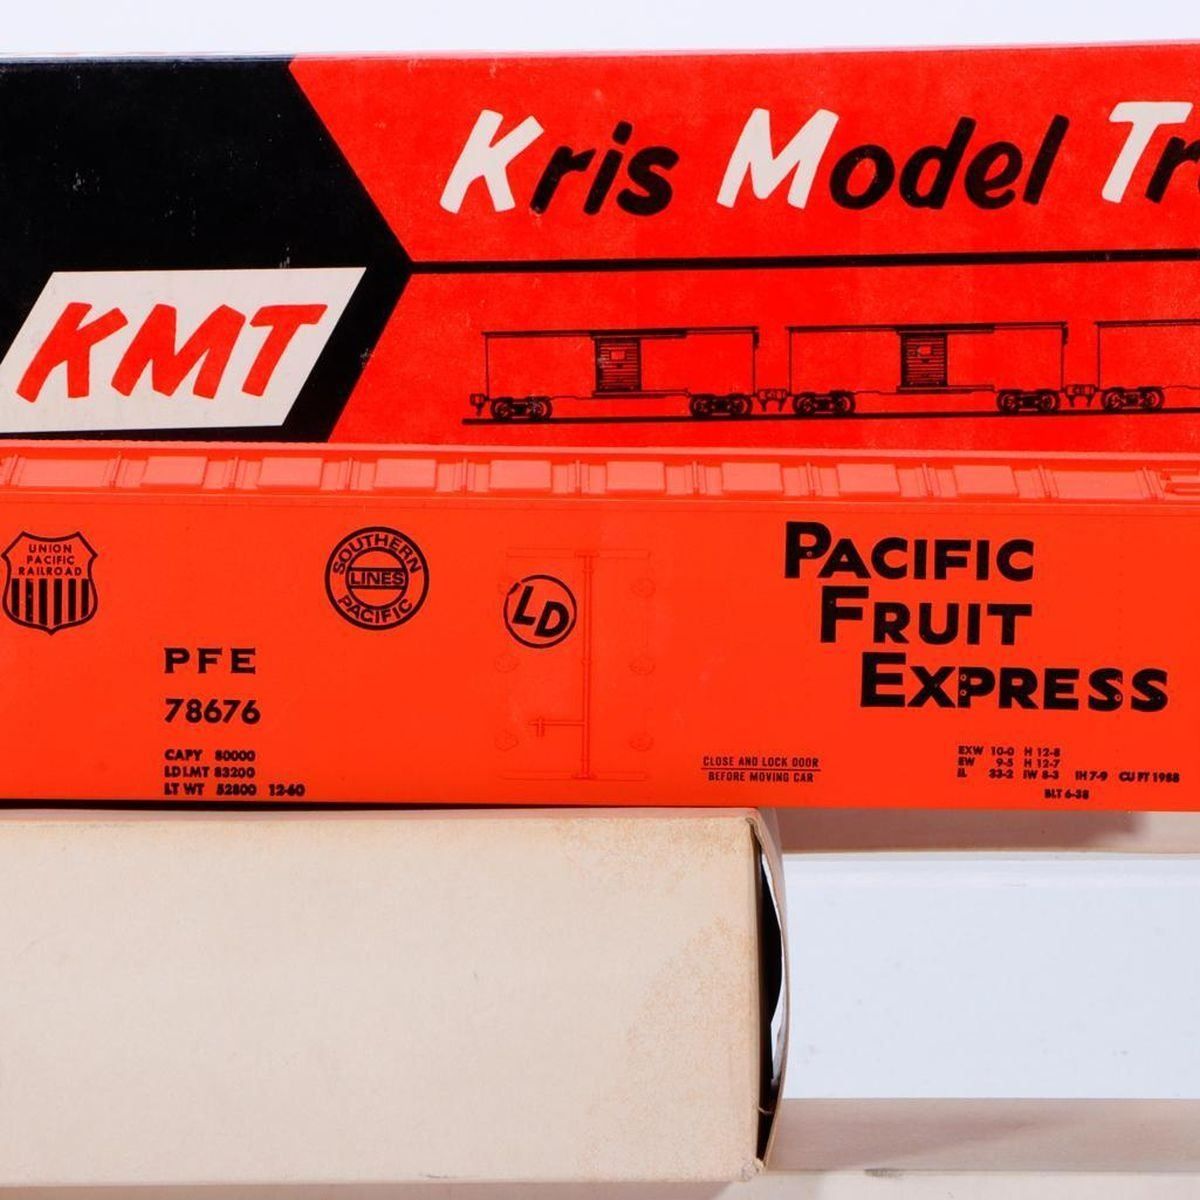 Kris Model Tr
KMT
UNION
PACIFIC
RAILROAD
SOUTHERN
LINES
PACIFIC
LD
PACIFIC
FRUIT
EXPRESS
PFE
78676
CAPY 80000
LD LMT 83200
LT WT 52800 12-60
CLOSE AND LOCK DOOR
BEFORE MOVING CAR
EXW 10-0 H 12-8
EW 9-5 H 12-7
IL 33-2 IW 8-3 IH 7-9 CU FT 1988
BLT 6-38